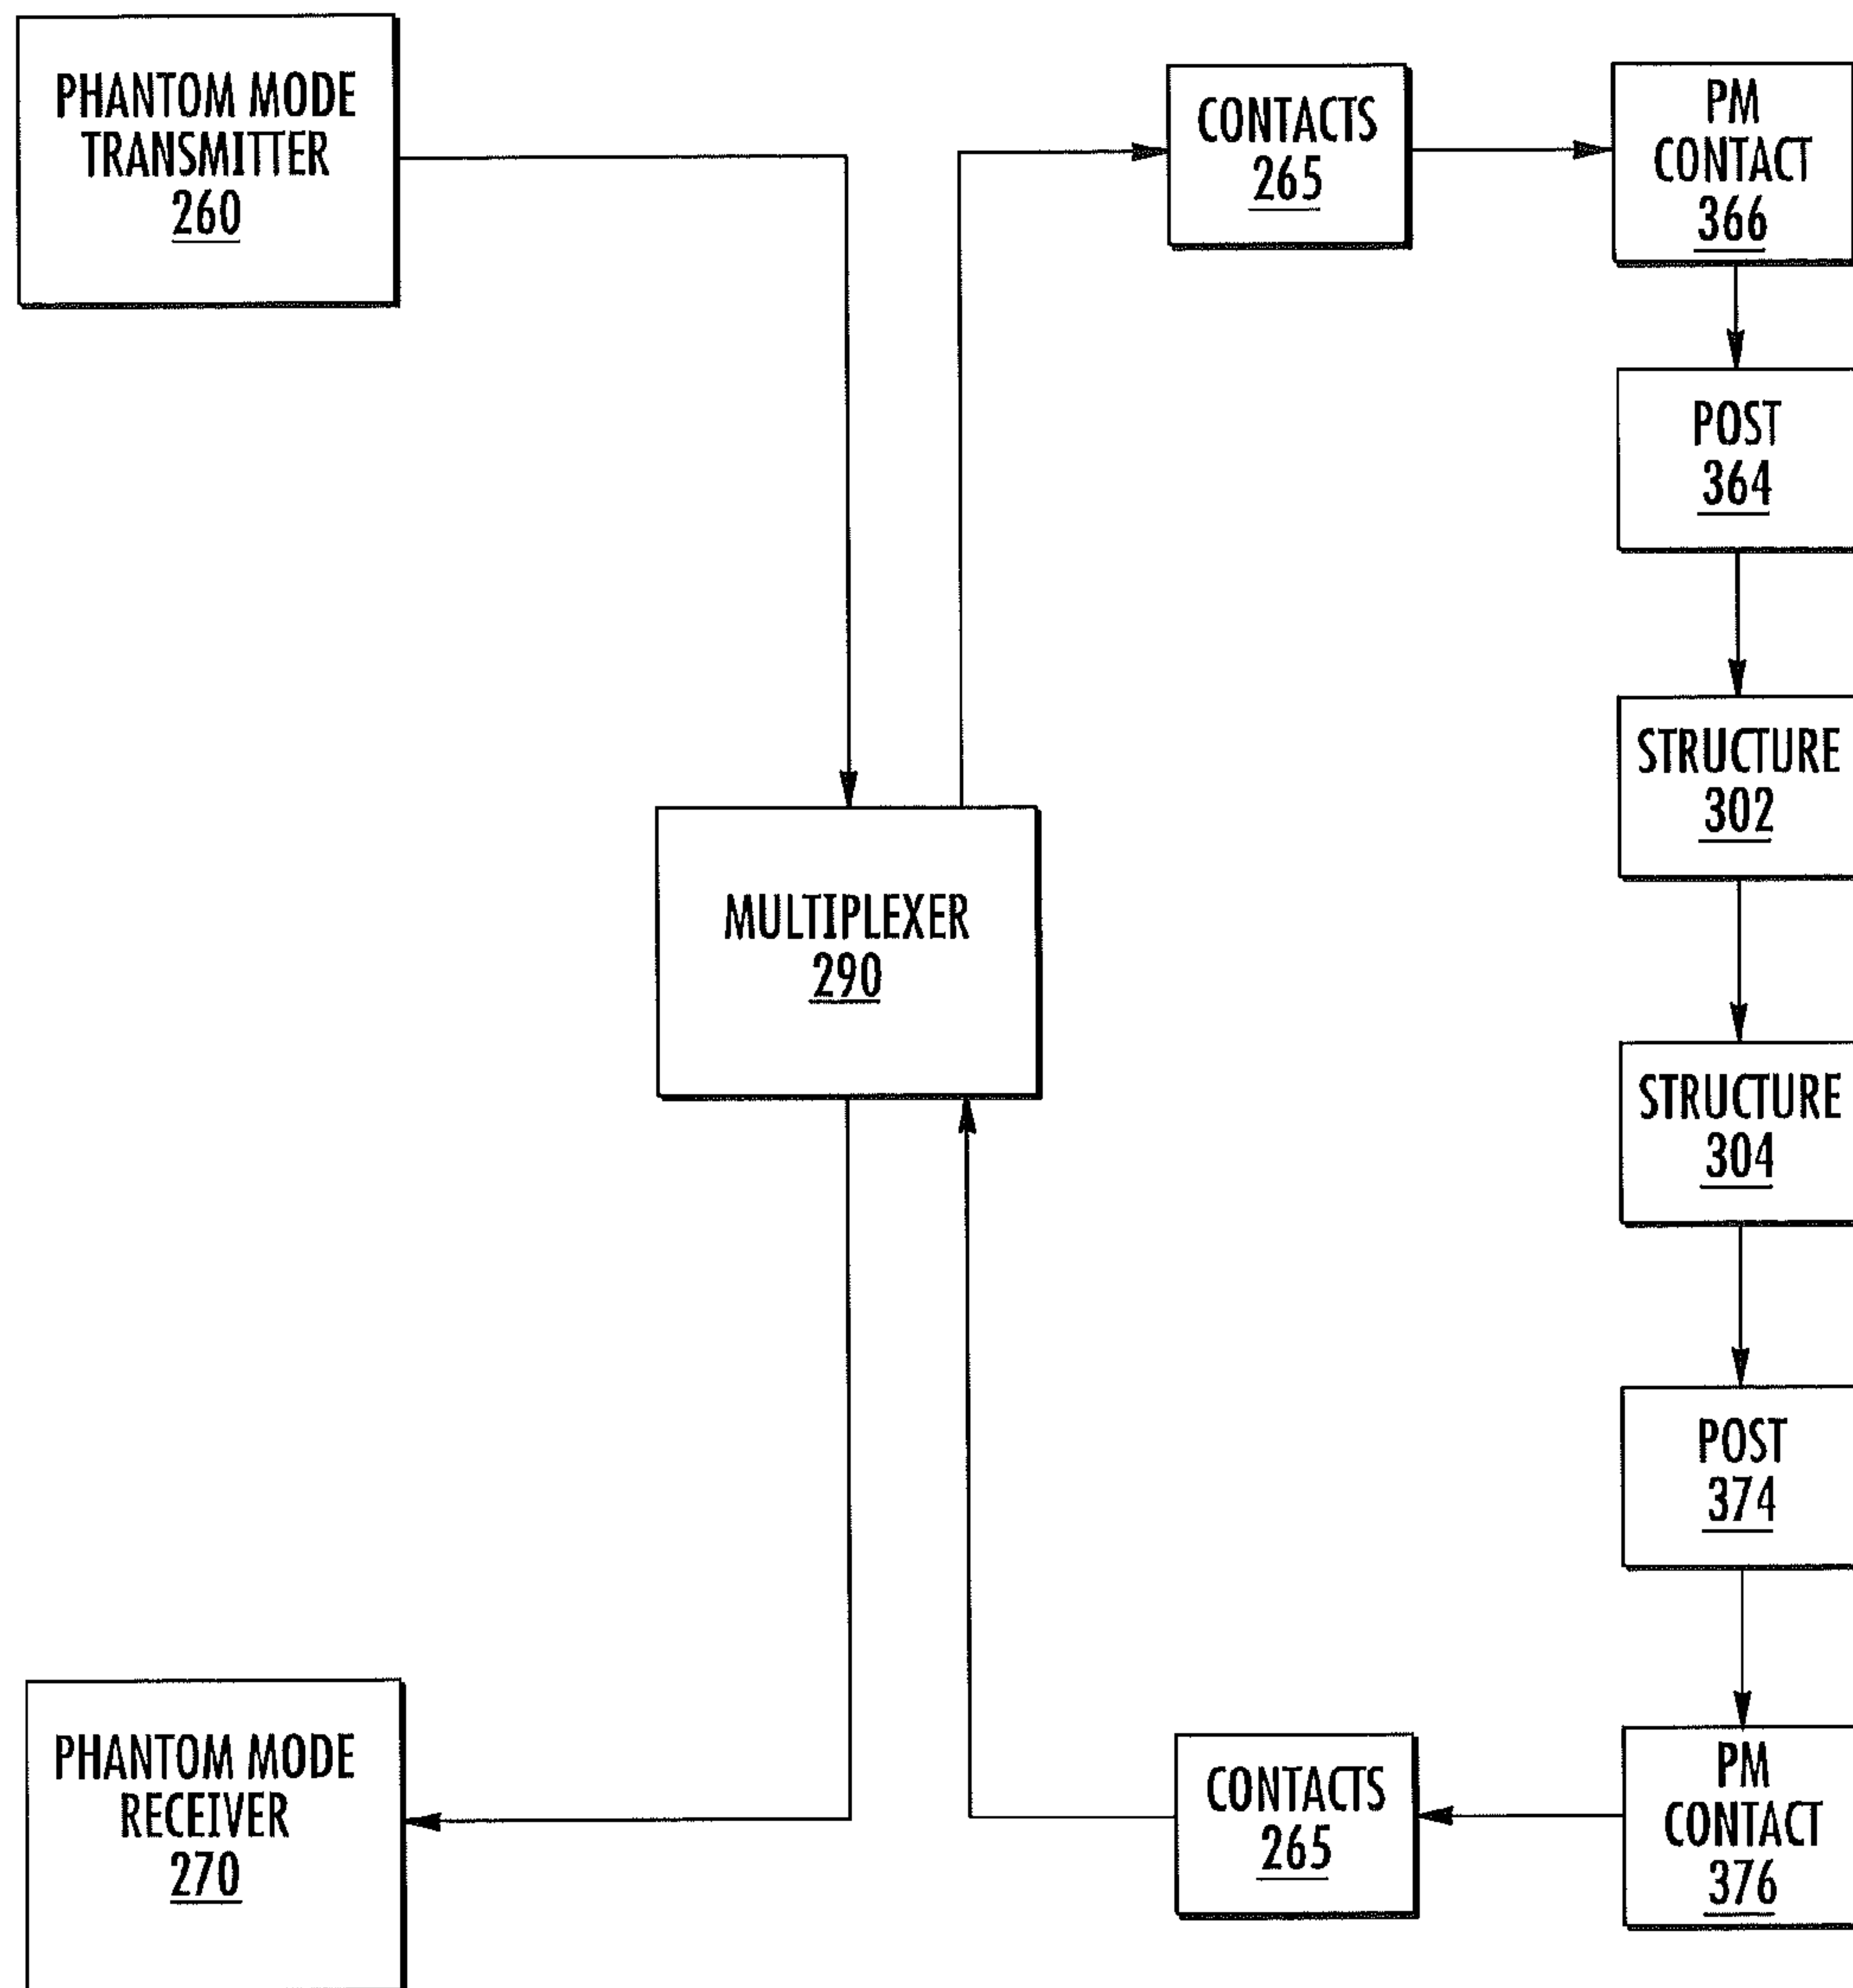 PHANTOM MODE
TRANSMITTER
260
CONTACTS
265
PM
CONTACT
366
POST
364
STRUCTURE
302
MULTIPLEXER
290
STRUCTURE
304
POST
374
PHANTOM MODE
RECEIVER
270
CONTACTS
265
PM
CONTACT
376